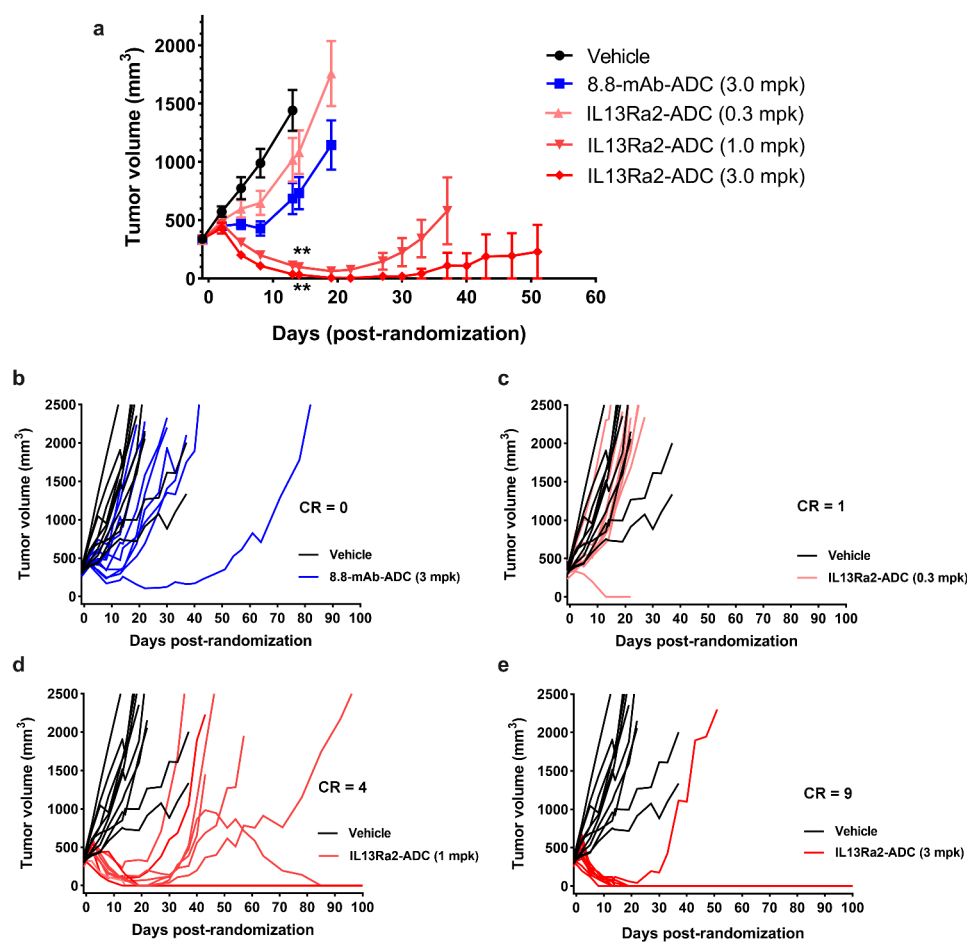 a
Tumor volume (mm³)
2000
1500
1000
500
0
0 10 20 30 40 50 60
Days (post-randomization)
**
**
Vehicle
8.8-mAb-ADC (3.0 mpk)
IL13Ra2-ADC (0.3 mpk)
IL13Ra2-ADC (1.0 mpk)
IL13Ra2-ADC (3.0 mpk)
b
Tumor volume (mm³)
2500
2000
1500
1000
500
0
0 10 20 30 40 50 60 70 80 90 100
Days post-randomization
CR = 0
Vehicle
8.8-mAb-ADC (3 mpk)
c
Tumor volume (mm³)
2500
2000
1500
1000
500
0
0 10 20 30 40 50 60 70 80 90 100
Days post-randomization
CR = 1
Vehicle
IL13Ra2-ADC (0.3 mpk)
d
Tumor volume (mm³)
2500
2000
1500
1000
500
0
0 10 20 30 40 50 60 70 80 90 100
Days post-randomization
CR = 4
Vehicle
IL13Ra2-ADC (1 mpk)
e
Tumor volume (mm³)
2500
2000
1500
1000
500
0
0 10 20 30 40 50 60 70 80 90 100
Days post-randomization
CR = 9
Vehicle
IL13Ra2-ADC (3 mpk)